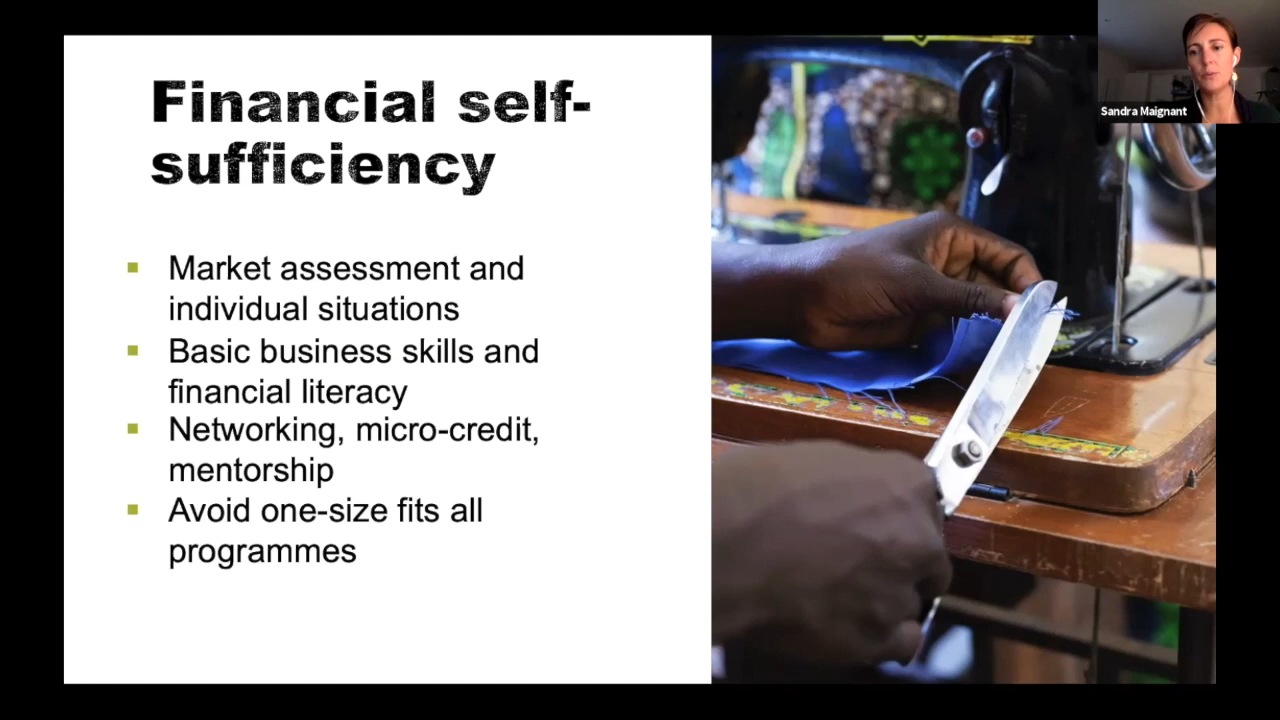 Financial self-
sufficiency
Sandra Maignant
▪ Market assessment and
individual situations
▪ Basic business skills and
financial literacy
▪ Networking, micro-credit,
mentorship
▪ Avoid one-size fits all
programmes